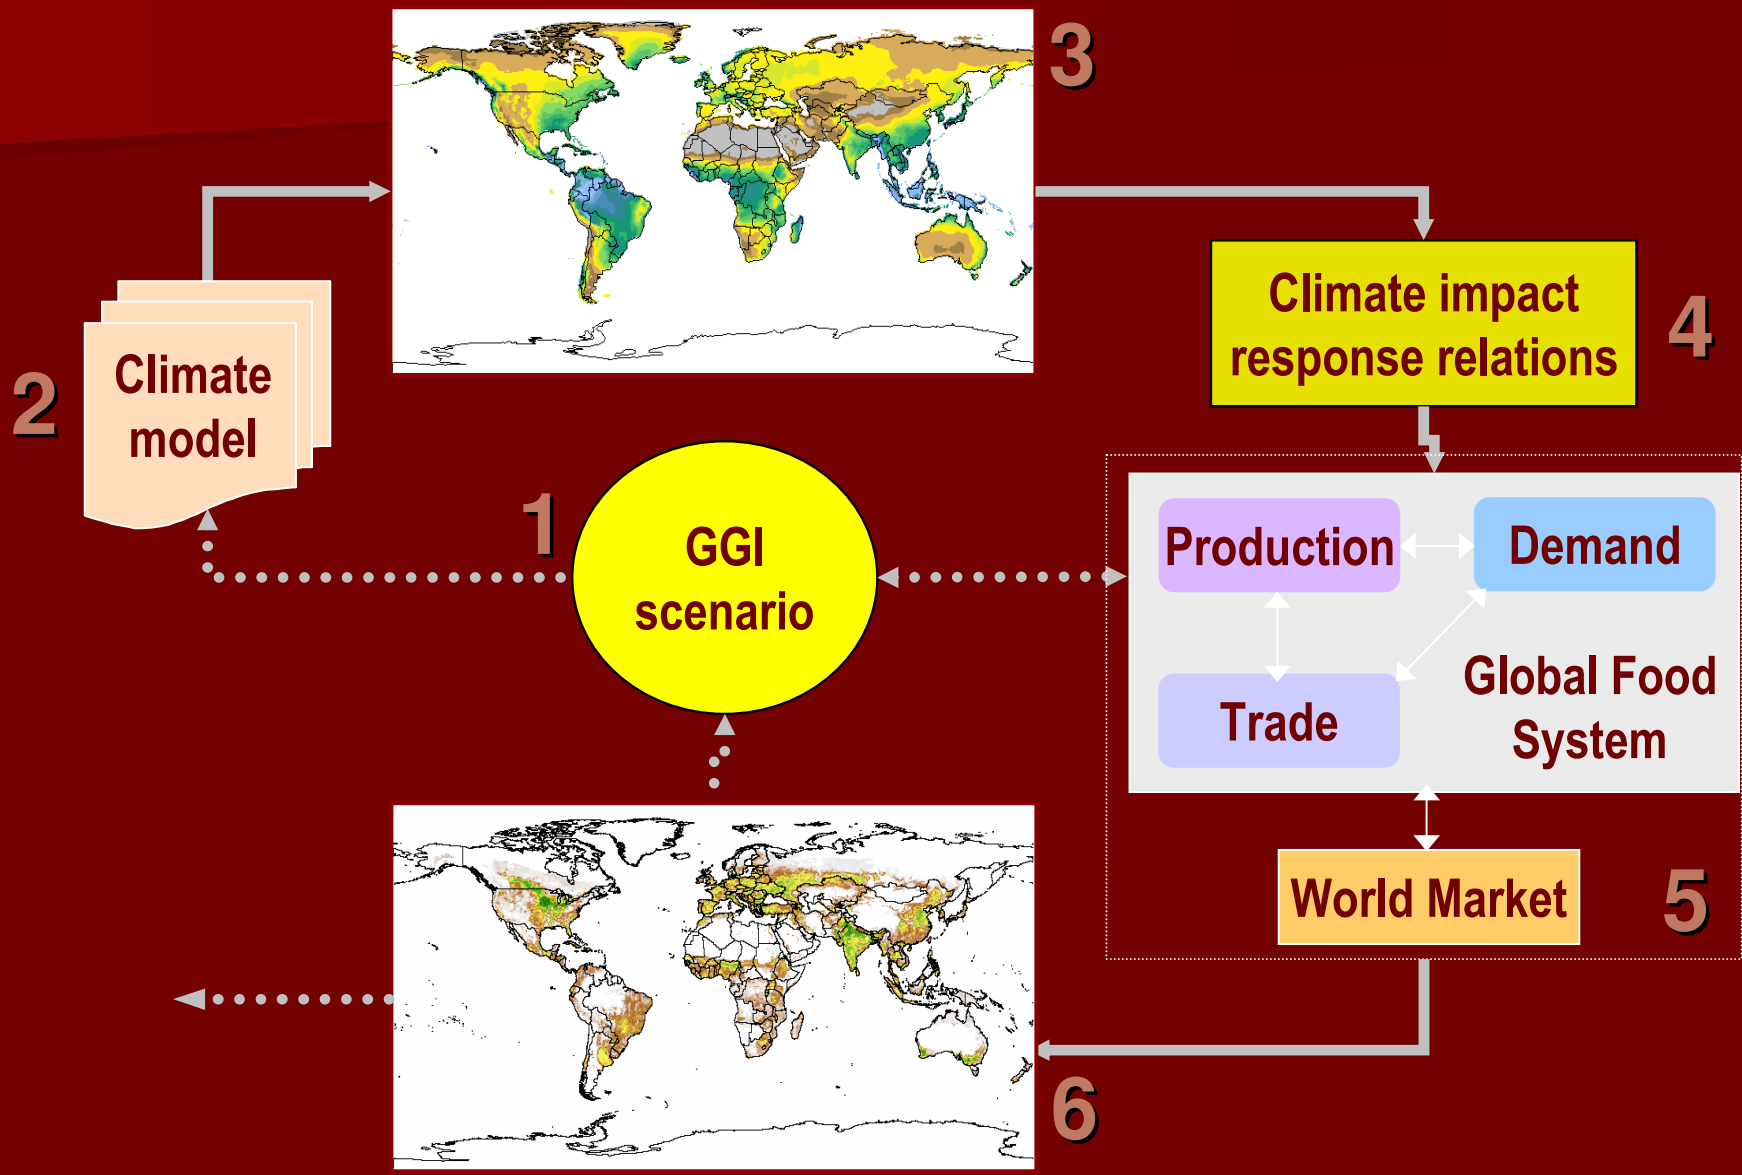 3
Climate impact
response relations
4
2
Climate
model
1
GGI
scenario
Production
Demand
Global Food
System
Trade
World Market
5
6